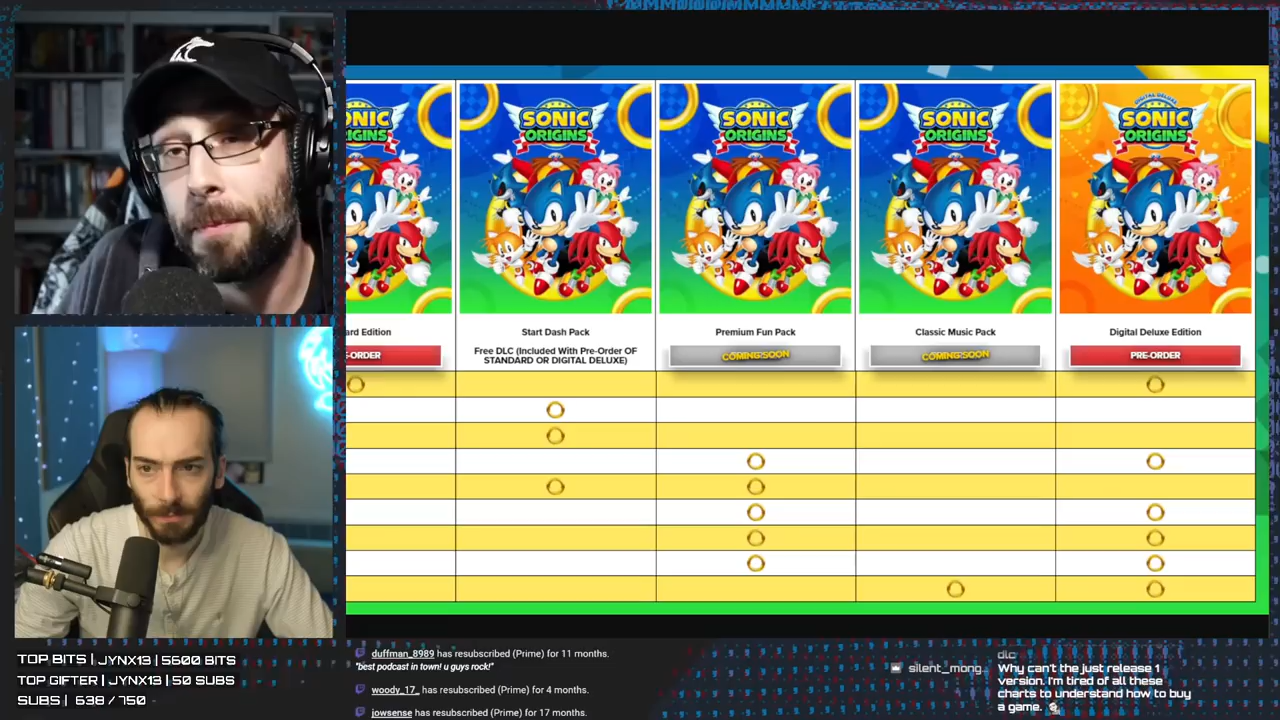 SONIC
ORIGINS
SONIC
ORIGINS
SONIC
ORIGINS
SONIC
ORIGINS
DIGITAL DELUXE
SONIC
ORIGINS
ard Edition
Start Dash Pack
Premium Fun Pack
Classic Music Pack
Digital Deluxe Edition
-ORDER
Free DLC (Included With Pre-Order OF
STANDARD OR DIGITAL DELUXE)
COMING SOON
COMING SOON
PRE-ORDER
TOP BITS | JYNX13 | 5600 BITS
TOP GIFTER | JYNX13 | 50 SUBS
SUBS | 638 / 750
duffman_8989 has resubscribed (Prime) for 11 months.
"best podcast in town! u guys rock!"
woody_17_ has resubscribed (Prime) for 4 months.
jowsense has resubscribed (Prime) for 17 months.
dlc
silent_mong... Why can't the just release 1
version. I'm tired of all these
charts to understand how to buy
a game.